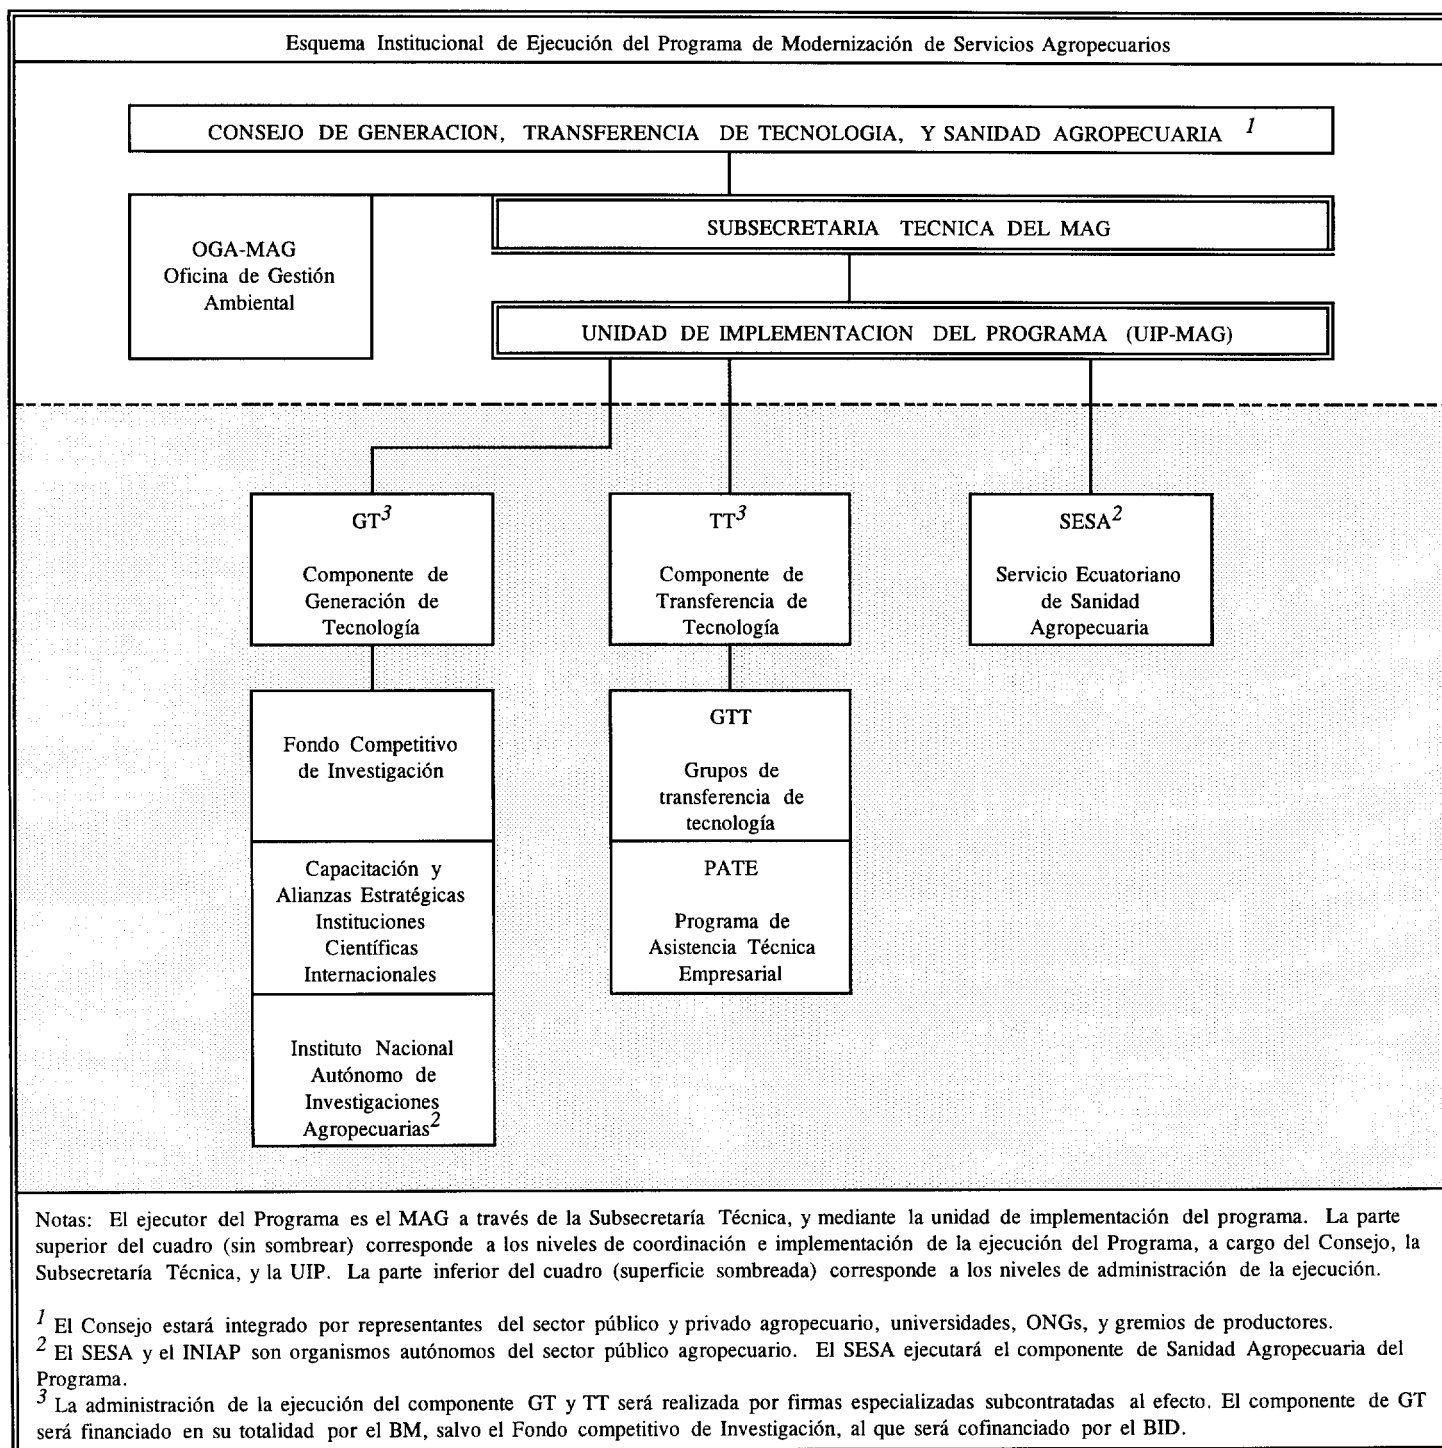 Esquema Institucional de Ejecución del Programa de Modernización de Servicios Agropecuarios
CONSEJO DE GENERACION, TRANSFERENCIA DE TECNOLOGIA, Y SANIDAD AGROPECUARIA 1
OGA-MAG
Oficina de Gestión
Ambiental
SUBSECRETARIA TECNICA DEL MAG
UNIDAD DE IMPLEMENTACION DEL PROGRAMA (UIP-MAG)
GT3
Componente de
Generación de
Tecnología
TT3
Componente de
Transferencia de
Tecnología
SESA2
Servicio Ecuatoriano
de Sanidad
Agropecuaria
Fondo Competitivo
de Investigación
Capacitación y
Alianzas Estratégicas
Instituciones
Científicas
Internacionales
Instituto Nacional
Autónomo de
Investigaciones
Agropecuarias2
GTT
Grupos de
transferencia de
tecnología
PATE
Programa de
Asistencia Técnica
Empresarial
Notas: El ejecutor del Programa es el MAG a través de la Subsecretaría Técnica, y mediante la unidad de implementación del programa. La parte
superior del cuadro (sin sombrear) corresponde a los niveles de coordinación e implementación de la ejecución del Programa, a cargo del Consejo, la
Subsecretaría Técnica, y la UIP. La parte inferior del cuadro (superficie sombreada) corresponde a los niveles de administración de la ejecución.
1 El Consejo estará integrado por representantes del sector público y privado agropecuario, universidades, ONGs, y gremios de productores.
2 El SESA y el INIAP son organismos autónomos del sector público agropecuario. El SESA ejecutará el componente de Sanidad Agropecuaria del
Programa.
3 La administración de la ejecución del componente GT y TT será realizada por firmas especializadas subcontratadas al efecto. El componente de GT
será financiado en su totalidad por el BM, salvo el Fondo competitivo de Investigación, al que será cofinanciado por el BID.